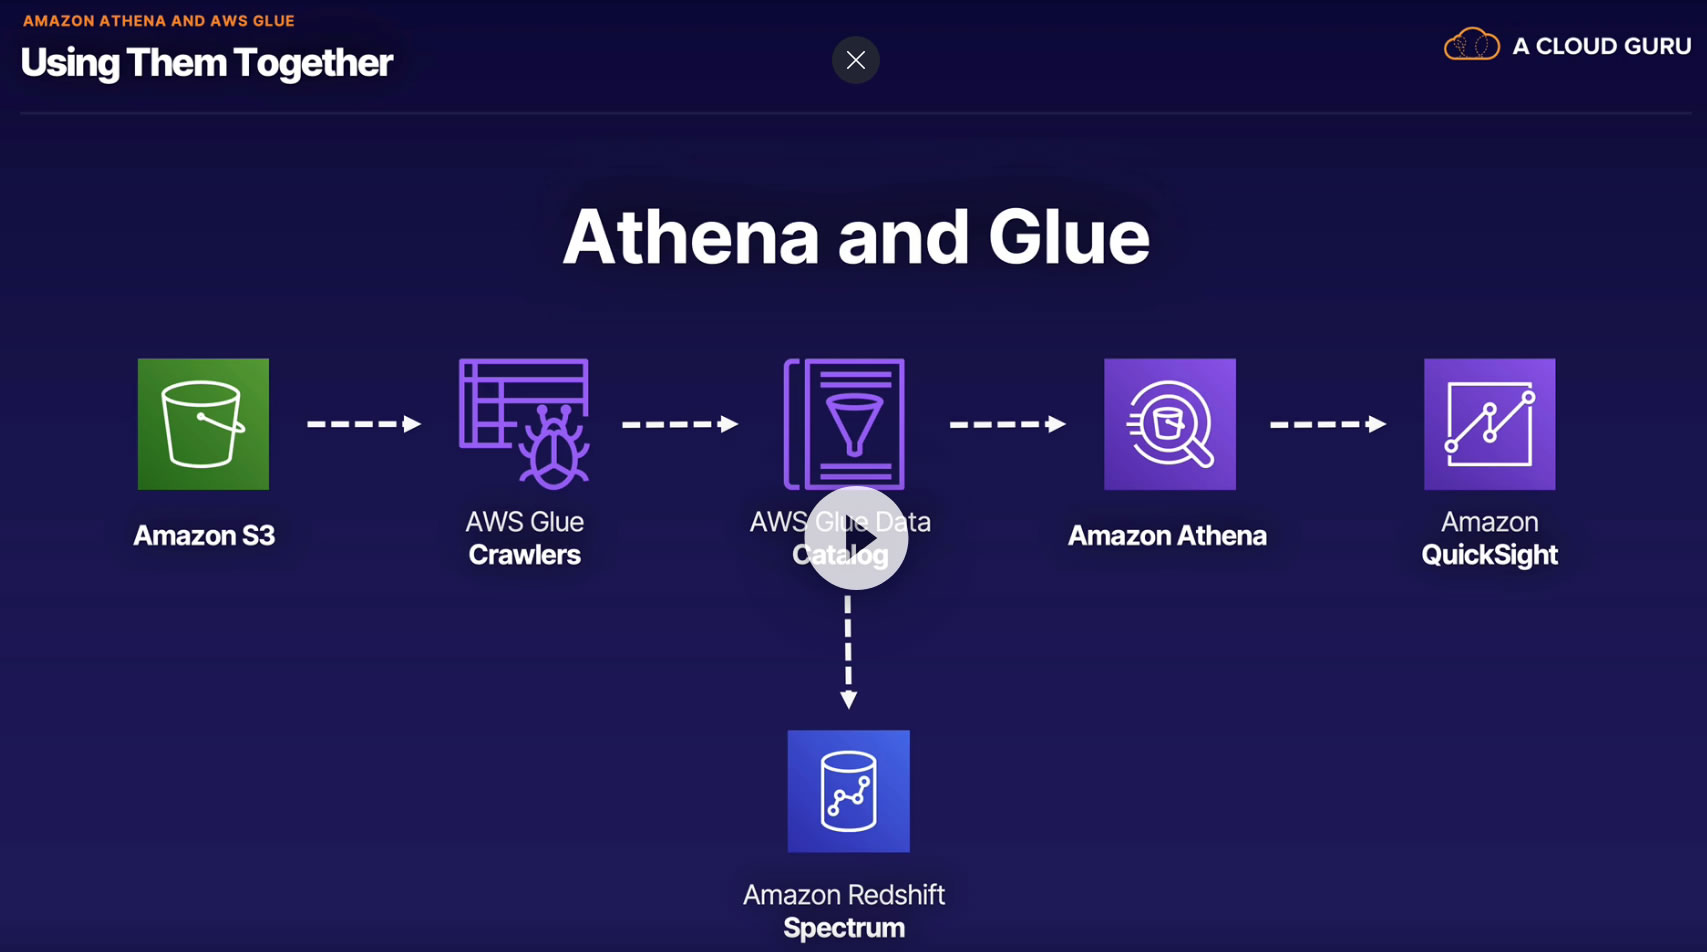 AMAZON ATHENA AND AWS GLUE
Using Them Together
A CLOUD GURU
Athena and Glue
Amazon S3
AWS Glue
Crawlers
AWS Glue Data
Catalog
Amazon Athena
Amazon
QuickSight
Amazon Redshift
Spectrum